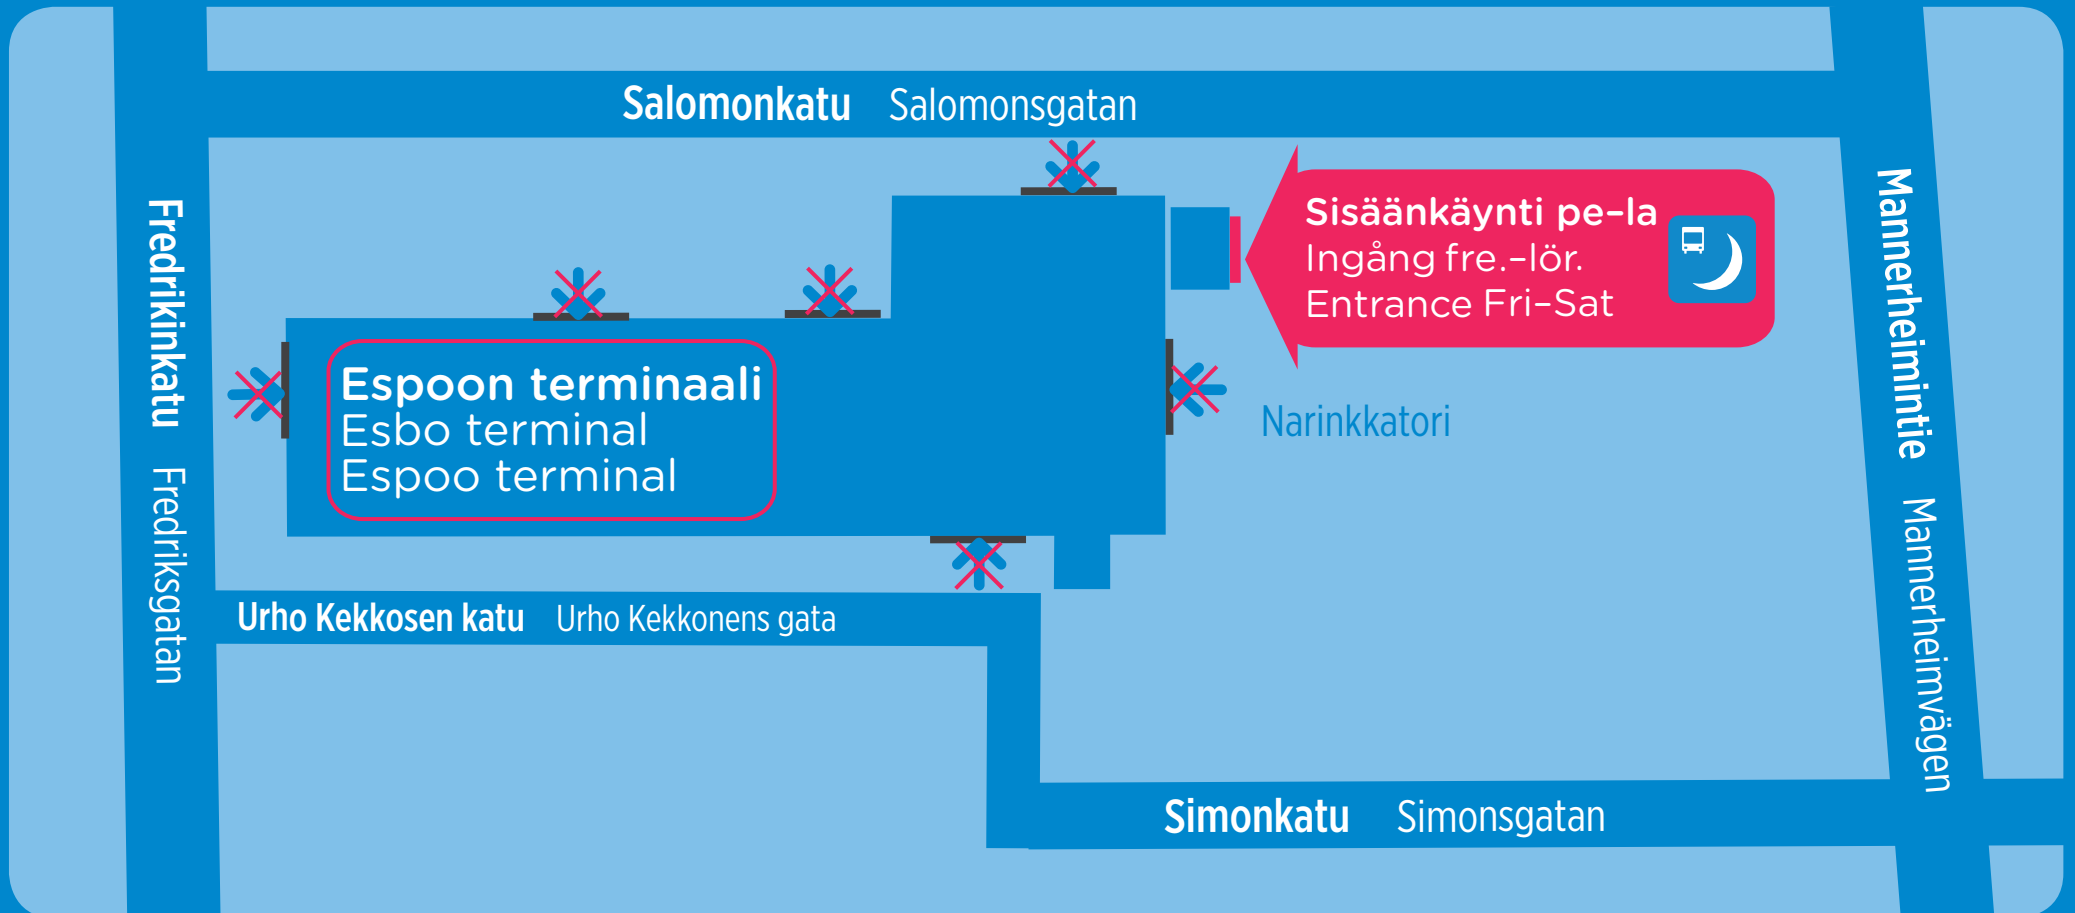 Salomonkatu Salomonsgatan
Fredrikinkatu Fredriksgatan
Sisäänkäynti pe-la
Ingång fre.-lör.
Entrance Fri-Sat
Mannerheimintie Mannerheimvägen
Espoon terminaali
Esbo terminal
Espoo terminal
Narinkkatori
Urho Kekkosen katu Urho Kekkonens gata
Simonkatu Simonsgatan